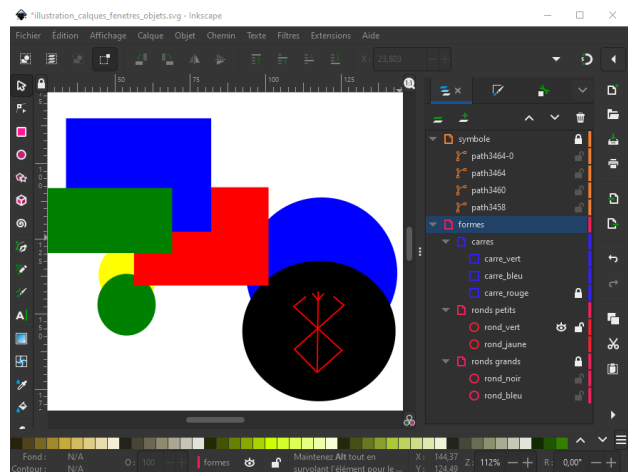 *illustration_calques_fenetres_objets.svg - Inkscape
Fichier Édition Affichage Calque Objet Chemin Texte Filtres Extensions Aide
X: 23,803
50 75 100 125
symbole
path3464-0
path3464
path3460
path3458
formes
carres
carre_vert
carre_bleu
carre_rouge
ronds petits
rond_vert
rond_jaune
ronds grands
rond_noir
rond_bleu
Fond : N/A O: 100 formes Maintenez Alt tout en X: 144,37 Z: 112% R: 0,00°
Contour : N/A survolant l'élément pour le ... Y: 124,49